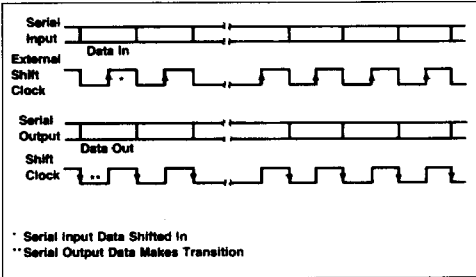 Serial
Input
Data In
External
Shift
Clock
*
Serial
Output
Data Out
Shift
Clock
**
* Serial Input Data Shifted In
** Serial Output Data Makes Transition